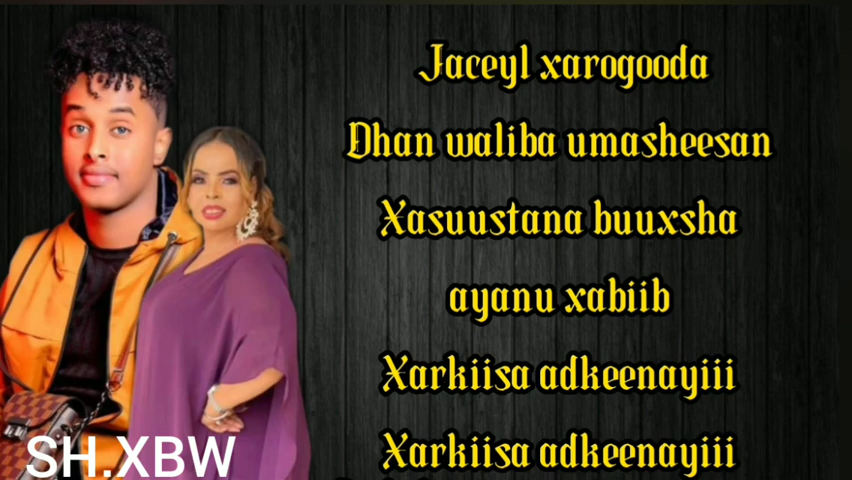 Jaceyl xarogooda
Dhan waliba umasheesan
Xasuustana buuxsha
ayanu xabiib
Xarkiisa adkeenayiii
Xarkiisa adkeenayiii
SH.XBW